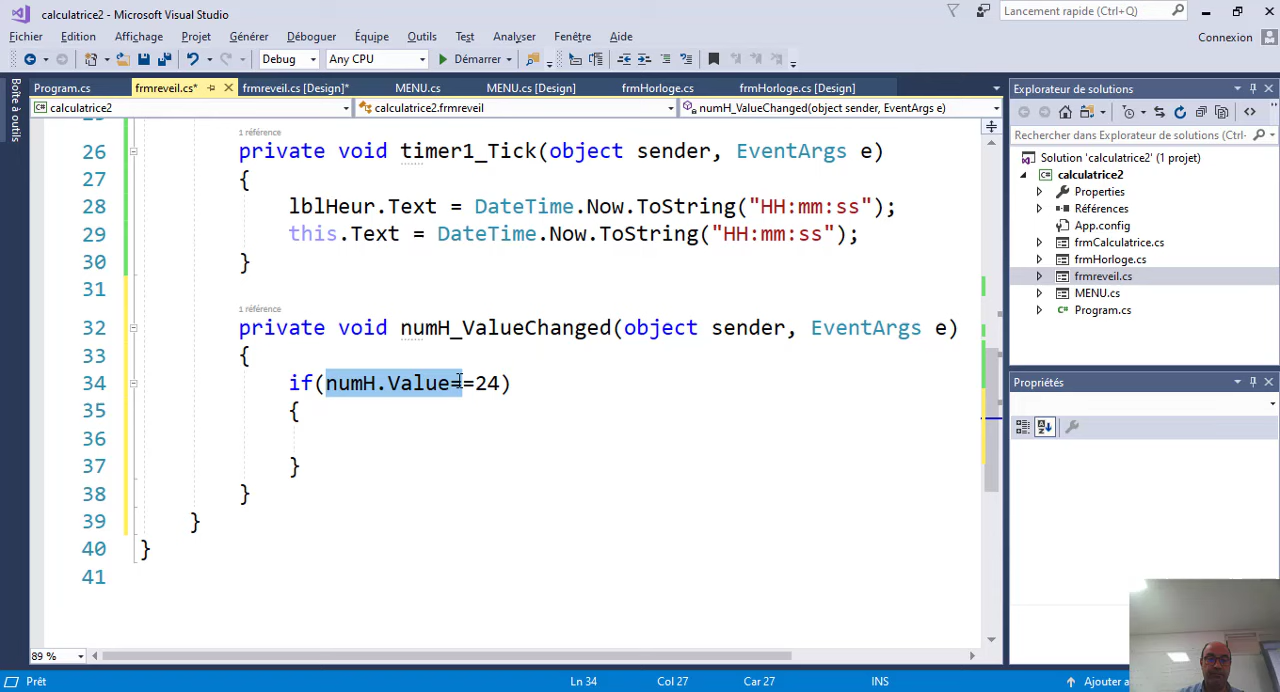 calculatrice2 - Microsoft Visual Studio
Lancement rapide (Ctrl+Q)
Fichier Edition Affichage Projet Générer Déboguer Équipe Outils Test Analyser Fenêtre Aide
Connexion
Debug Any CPU Démarrer
Boîte à outils
Program.cs frmreveil.cs* frmreveil.cs [Design]* MENU.cs MENU.cs [Design] frmHorloge.cs frmHorloge.cs [Design]
calculatrice2 calculatrice2.frmreveil numH_ValueChanged(object sender, EventArgs e)
25
1 référence
26 private void timer1_Tick(object sender, EventArgs e)
27 {
28 lblHeur.Text = DateTime.Now.ToString("HH:mm:ss");
29 this.Text = DateTime.Now.ToString("HH:mm:ss");
30 }
31
1 référence
32 private void numH_ValueChanged(object sender, EventArgs e)
33 {
34 if(numH.Value==24)
35 {
36
37 }
38 }
39 }
40 }
41
89 %
Explorateur de solutions
Rechercher dans Explorateur de solutions (Ctrl+
Solution 'calculatrice2' (1 projet)
calculatrice2
Properties
Références
App.config
frmCalculatrice.cs
frmHorloge.cs
frmreveil.cs
MENU.cs
Program.cs
Propriétés
Prêt Ln 34 Col 27 Car 27 INS Ajouter a